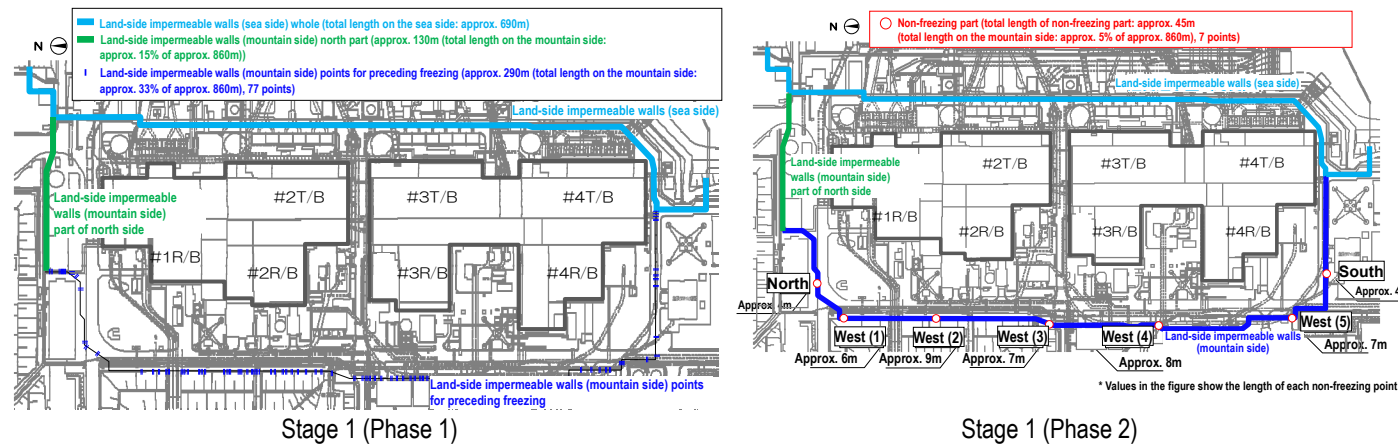 Land-side impermeable walls (sea side) whole (total length on the sea side: approx. 690m)
Land-side impermeable walls (mountain side) north part (approx. 130m (total length on the mountain side:
approx. 15% of approx. 860m))
Land-side impermeable walls (mountain side) points for preceding freezing (approx. 290m (total length on the mountain side:
approx. 33% of approx. 860m), 77 points)
N
Land-side impermeable walls (sea side)
#2T/B
#3T/B
#4T/B
Land-side impermeable
walls (mountain side)
part of north side
#1R/B
#2R/B
#3R/B
#4R/B
Land-side impermeable walls (mountain side) points
for preceding freezing
Stage 1 (Phase 1)
Non-freezing part (total length of non-freezing part: approx. 45m
(total length on the mountain side: approx. 5% of approx. 860m), 7 points)
N
Land-side impermeable walls (sea side)
Land-side impermeable
walls (mountain side)
part of north side
#2T/B
#3T/B
#4T/B
#1R/B
#2R/B
#3R/B
#4R/B
North
Approx. 4m
South
Approx. 4
West (1)
Approx. 6m
West (2)
Approx. 9m
West (3)
Approx. 7m
West (4)
Approx. 8m
West (5)
Approx. 7m
Land-side impermeable walls
(mountain side)
* Values in the figure show the length of each non-freezing point
Stage 1 (Phase 2)